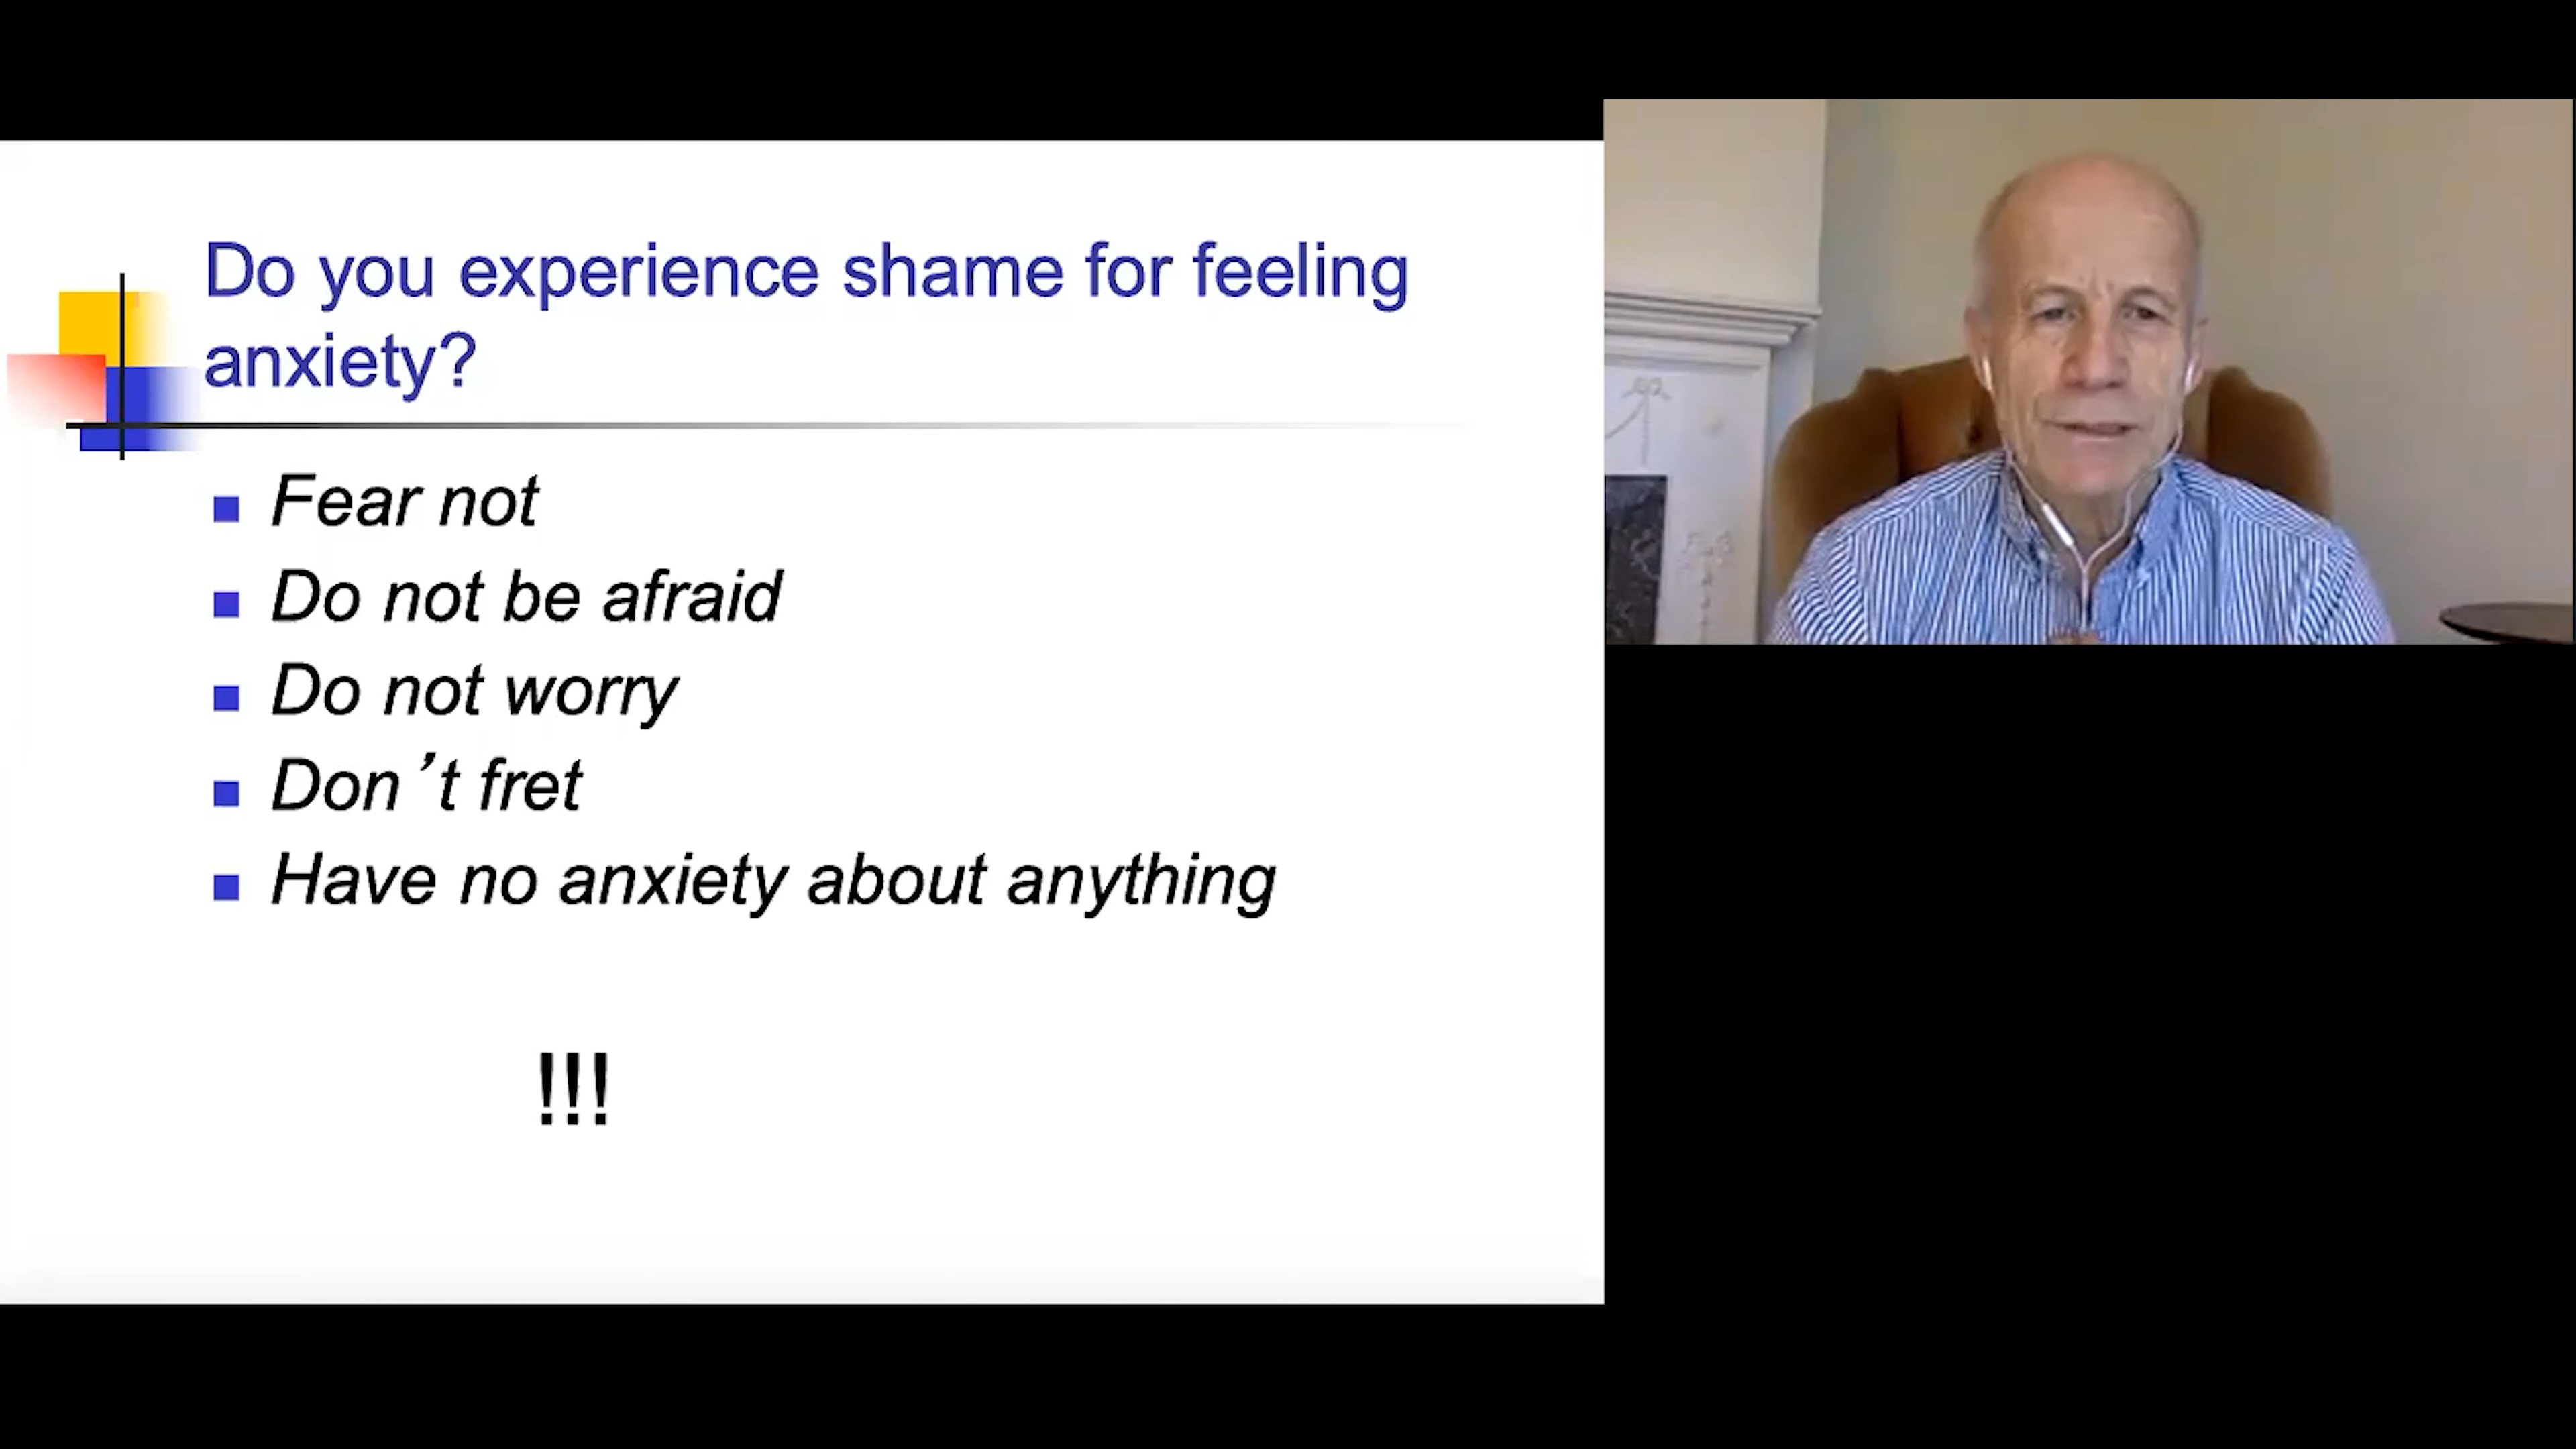 Do you experience shame for feeling
anxiety?
Fear not
Do not be afraid
Do not worry
Don’t fret
Have no anxiety about anything
!!!